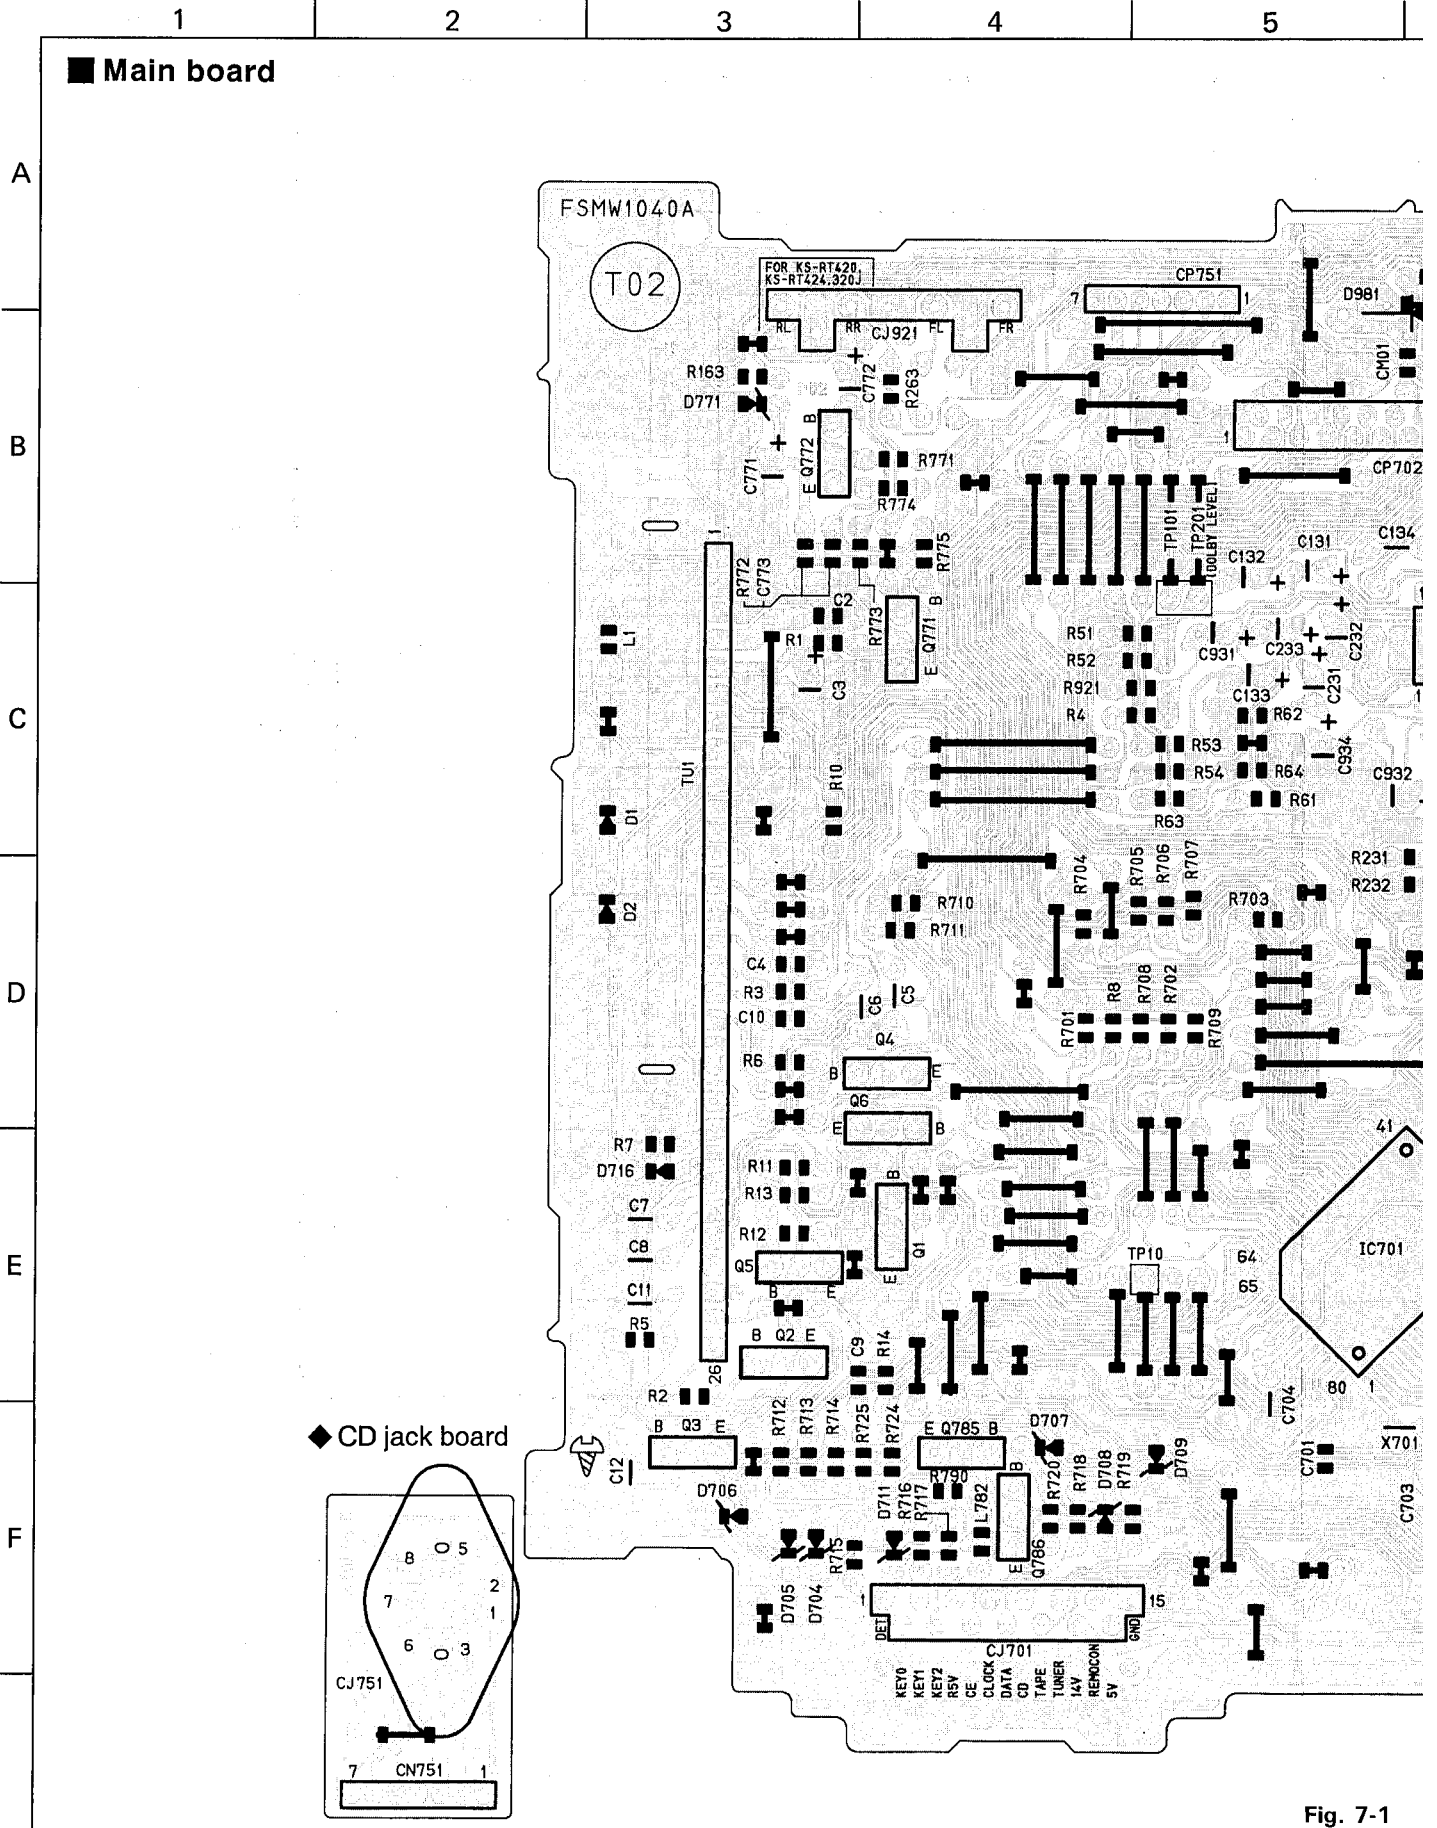 1 2 3 4 5
■ Main board
A
FSMW1040A
T02
FOR KS-RT420,
KS-RT424,320J
CP751
7 1
D981
RL RR FL FR
CJ921
R163
D771
C772
R263
CM01
B
B
Q772
E
C771
R771
R774
1
CP702
TP101
TP201
(DOLBY LEVEL)
C134
C131
C132
R775
R772
C773
C2
R1
R773
B
Q771
E
L1
C3
R51
R52
R921
R4
C931
C233
C232
C133
C231
R62
C
R53
R54
R64
C934
C932
R61
R63
TU1
1
R10
D1
R704
R705
R706
R707
R231
R232
D2
R710
R711
R703
D
C4
R3
C10
C6
C5
R8
R708
R702
R701
R709
Q4
R6
B E
Q6
E B
41
R7
D716
R11
R13
B
C7
R12
Q1
E
C8
Q5
B E
TP10
64
65
IC701
E
C11
R5
B Q2 E
C9
R14
26
R2
80 1
C704
◆ CD jack board
B Q3 E
R712
R713
R714
R725
R724
E Q785 B
D707
X701
C12
R790
B
R720
R718
D708
R719
D709
C701
C703
D706
D711
R716
R717
L782
Q786
E
F
8 5
7
2
1
6 3
R715
D705
D704
1 15
DET
GND
CJ701
KEY0
KEY1
KEY2
R5V
CE
CLOCK
DATA
CD
TAPE
TUNER
14V
REMOCON
5V
CJ751
7 CN751 1
Fig. 7-1